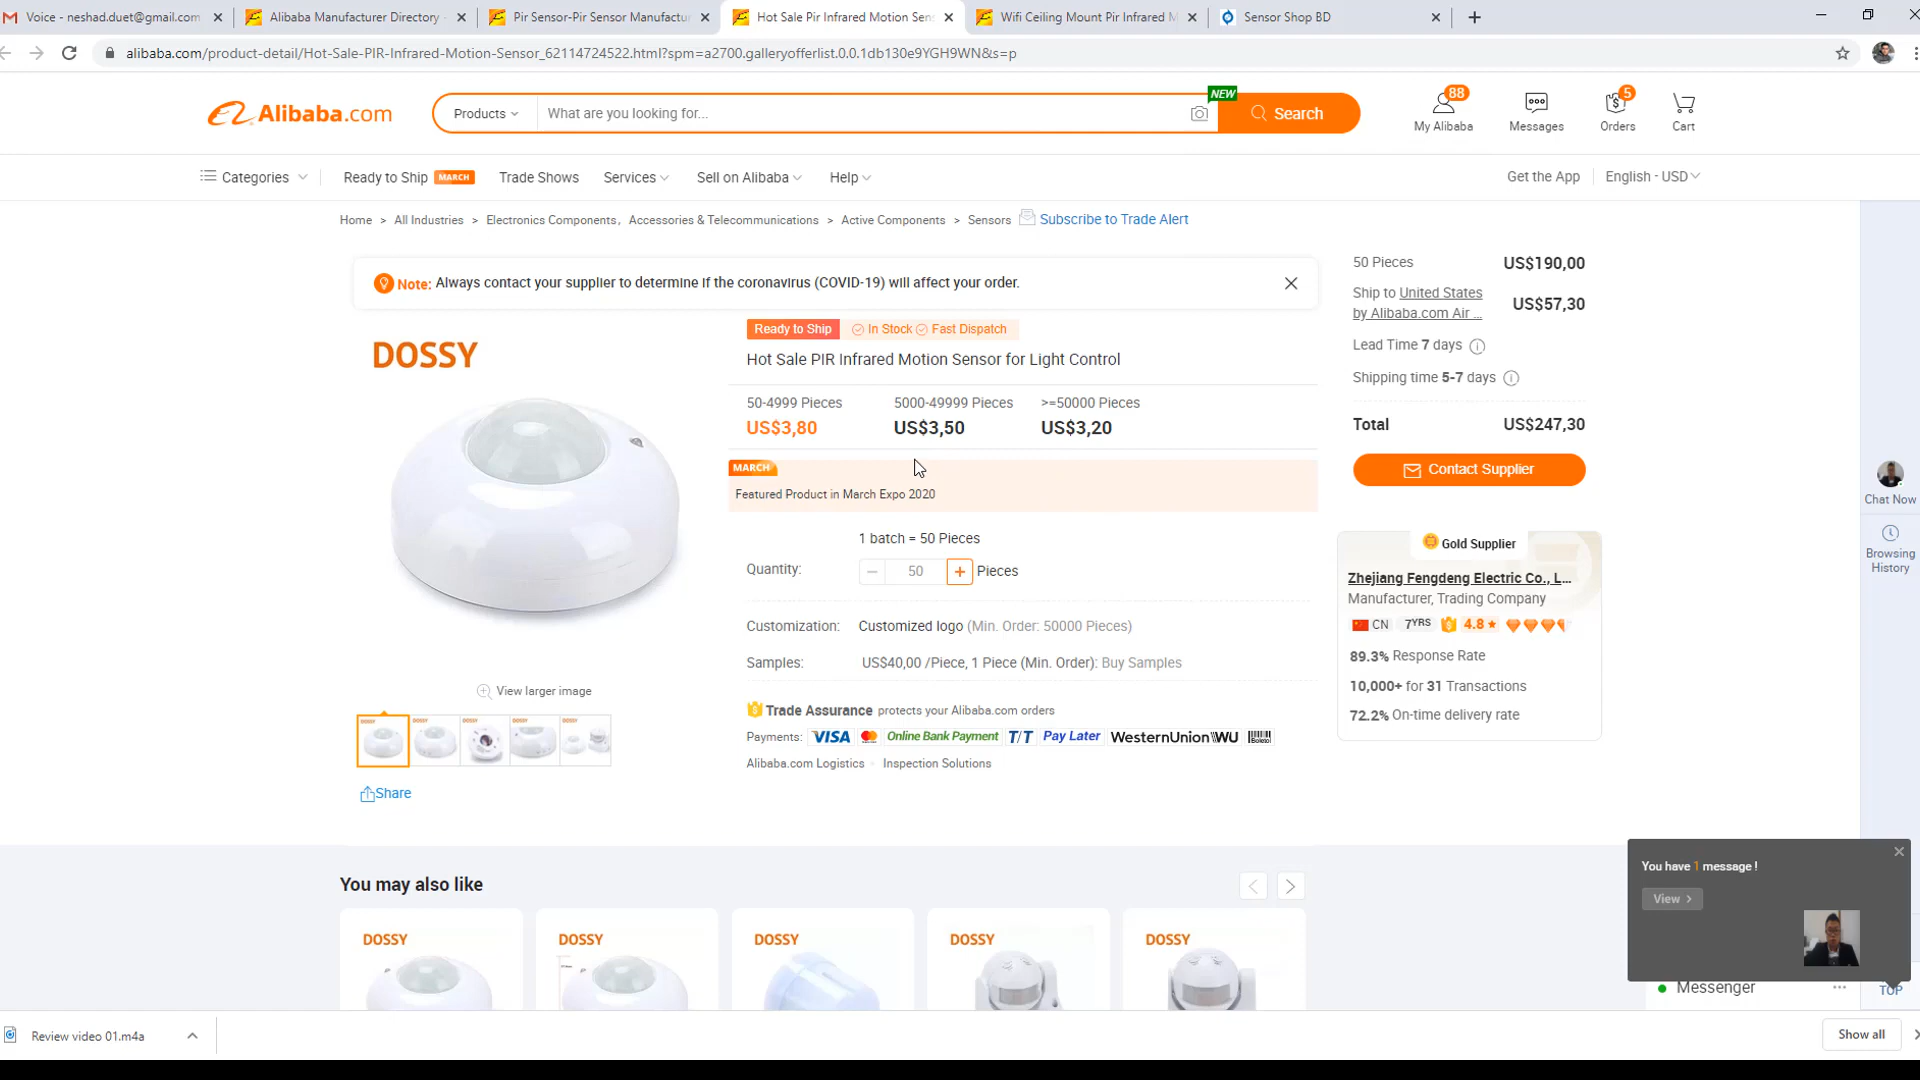 Voice - neshad.duet@gmail.com
Alibaba Manufacturer Directory -
Pir Sensor-Pir Sensor Manufactu
Hot Sale Pir Infrared Motion Sen
Wifi Ceiling Mount Pir Infrared M
Sensor Shop BD
alibaba.com/product-detail/Hot-Sale-PIR-Infrared-Motion-Sensor_62114724522.html?spm=a2700.galleryofferlist.0.0.1db130e9YGH9WN&s=p
Alibaba.com
Products
What are you looking for...
NEW
Search
88
My Alibaba
Messages
5
Orders
Cart
Categories
Ready to Ship MARCH
Trade Shows
Services
Sell on Alibaba
Help
Get the App
English - USD
Home > All Industries > Electronics Components, Accessories & Telecommunications > Active Components > Sensors
Subscribe to Trade Alert
Note: Always contact your supplier to determine if the coronavirus (COVID-19) will affect your order.
DOSSY
View larger image
DOSSY DOSSY DOSSY DOSSY
Share
Ready to Ship In Stock Fast Dispatch
Hot Sale PIR Infrared Motion Sensor for Light Control
50-4999 Pieces 5000-49999 Pieces >=50000 Pieces
US$3,80 US$3,50 US$3,20
MARCH
Featured Product in March Expo 2020
1 batch = 50 Pieces
Quantity: − 50 + Pieces
Customization: Customized logo (Min. Order: 50000 Pieces)
Samples: US$40,00 /Piece, 1 Piece (Min. Order): Buy Samples
Trade Assurance protects your Alibaba.com orders
Payments: VISA Online Bank Payment T/T Pay Later WesternUnion WU Boleto
Alibaba.com Logistics Inspection Solutions
50 Pieces US$190,00
Ship to United States
by Alibaba.com Air ... US$57,30
Lead Time 7 days
Shipping time 5-7 days
Total US$247,30
Contact Supplier
Gold Supplier
Zhejiang Fengdeng Electric Co., L...
Manufacturer, Trading Company
CN 7YRS 4.8
89.3% Response Rate
10,000+ for 31 Transactions
72.2% On-time delivery rate
Chat Now
Browsing
History
You may also like
DOSSY DOSSY DOSSY DOSSY DOSSY
You have 1 message !
View >
Messenger
TOP
Review video 01.m4a
Show all